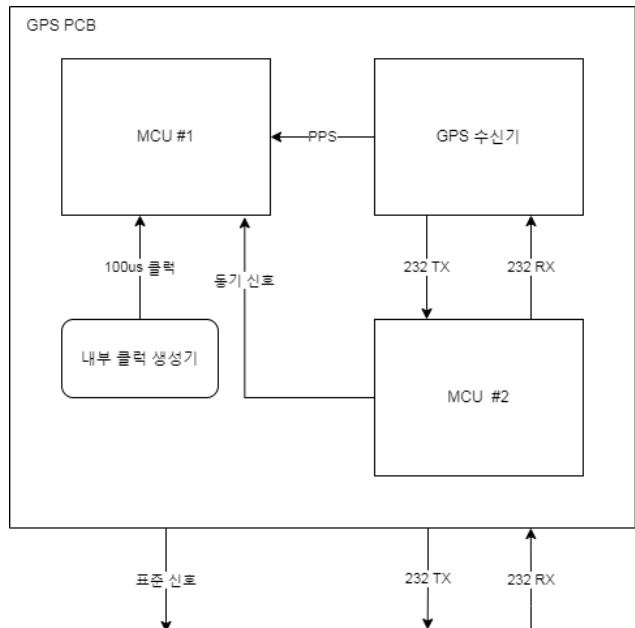 GPS PCB
MCU #1
PPS
GPS 수신기
100us 클럭
동기 신호
232 TX
232 RX
내부 클럭 생성기
MCU #2
표준 신호
232 TX
232 RX